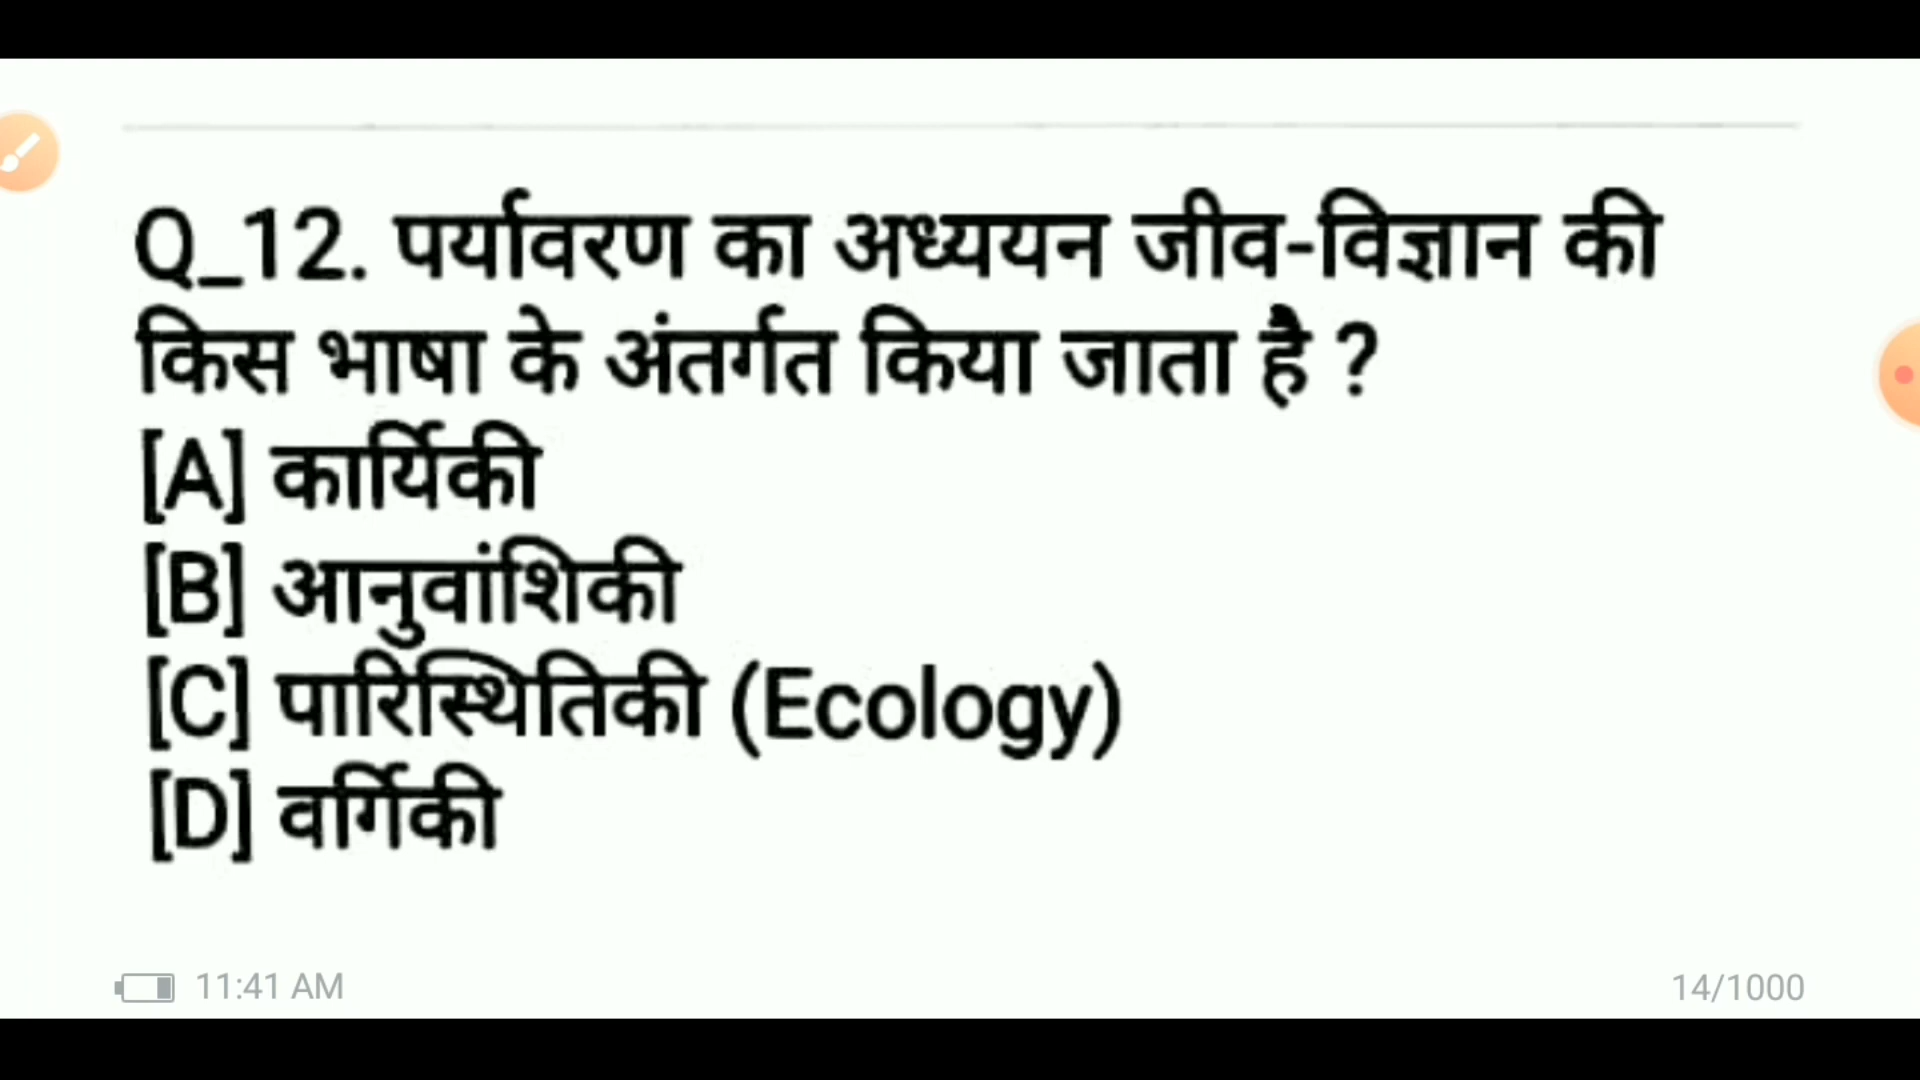 Q_12. पर्यावरण का अध्ययन जीव-विज्ञान की
किस भाषा के अंतर्गत किया जाता है ?
[A] कार्यिकी
[B] आनुवांशिकी
[C] पारिस्थितिकी (Ecology)
[D] वर्गिकी
11:41 AM
14/1000